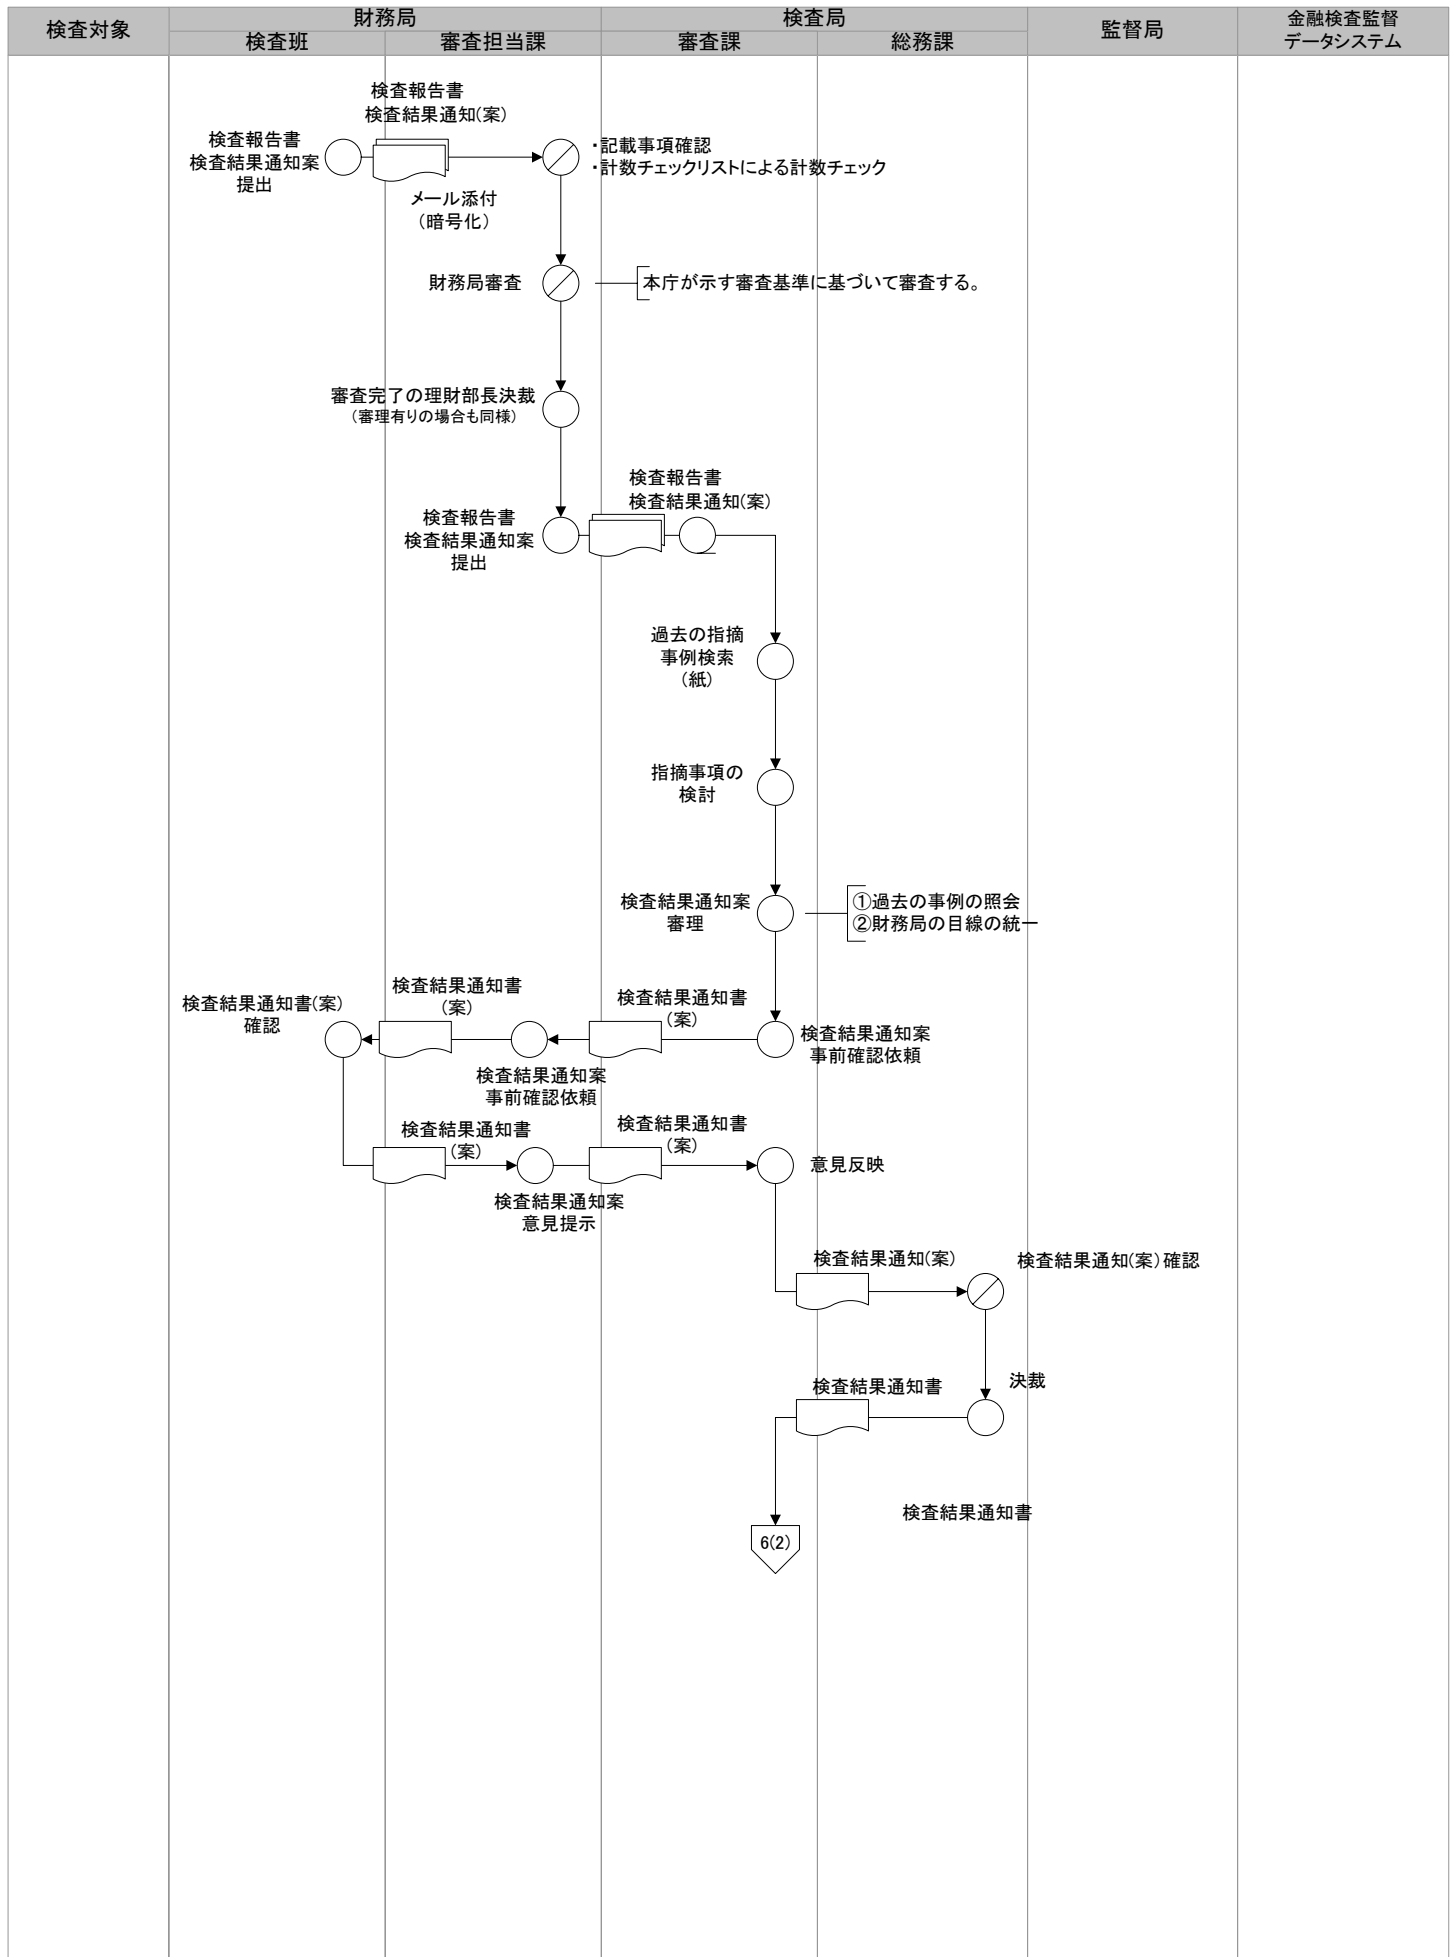 検査対象
財務局
検査局
監督局
金融検査監督
データシステム
検査班
審査担当課
審査課
総務課
検査報告書
検査結果通知(案)
検査報告書
検査結果通知案
提出
・記載事項確認
・計数チェックリストによる計数チェック
メール添付
（暗号化）
財務局審査
本庁が示す審査基準に基づいて審査する。
審査完了の理財部長決裁
（審理有りの場合も同様）
検査報告書
検査結果通知(案)
検査報告書
検査結果通知案
提出
過去の指摘
事例検索
（紙）
指摘事項の
検討
検査結果通知案
審理
①過去の事例の照会
②財務局の目線の統一
検査結果通知書(案)
確認
検査結果通知書
（案）
検査結果通知書
（案）
検査結果通知案
事前確認依頼
検査結果通知案
事前確認依頼
検査結果通知書
（案）
検査結果通知書
（案）
意見反映
検査結果通知案
意見提示
検査結果通知(案)
検査結果通知(案)確認
検査結果通知書
決裁
検査結果通知書
6(2)